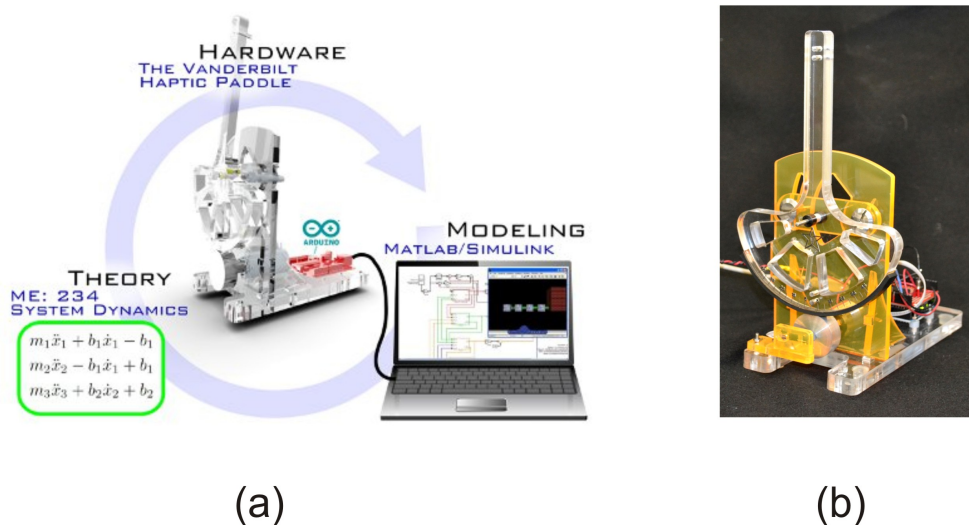 HARDWARE
THE VANDERBILT
HAPTIC PADDLE
ARDUINO
MODELING
MATLAB/SIMULINK
THEORY
ME: 234
SYSTEM DYNAMICS
m₁ẍ₁ + b₁ẋ₁ − b₁
m₂ẍ₂ − b₁ẋ₁ + b₁
m₃ẍ₃ + b₂ẋ₂ + b₂
(a)
(b)